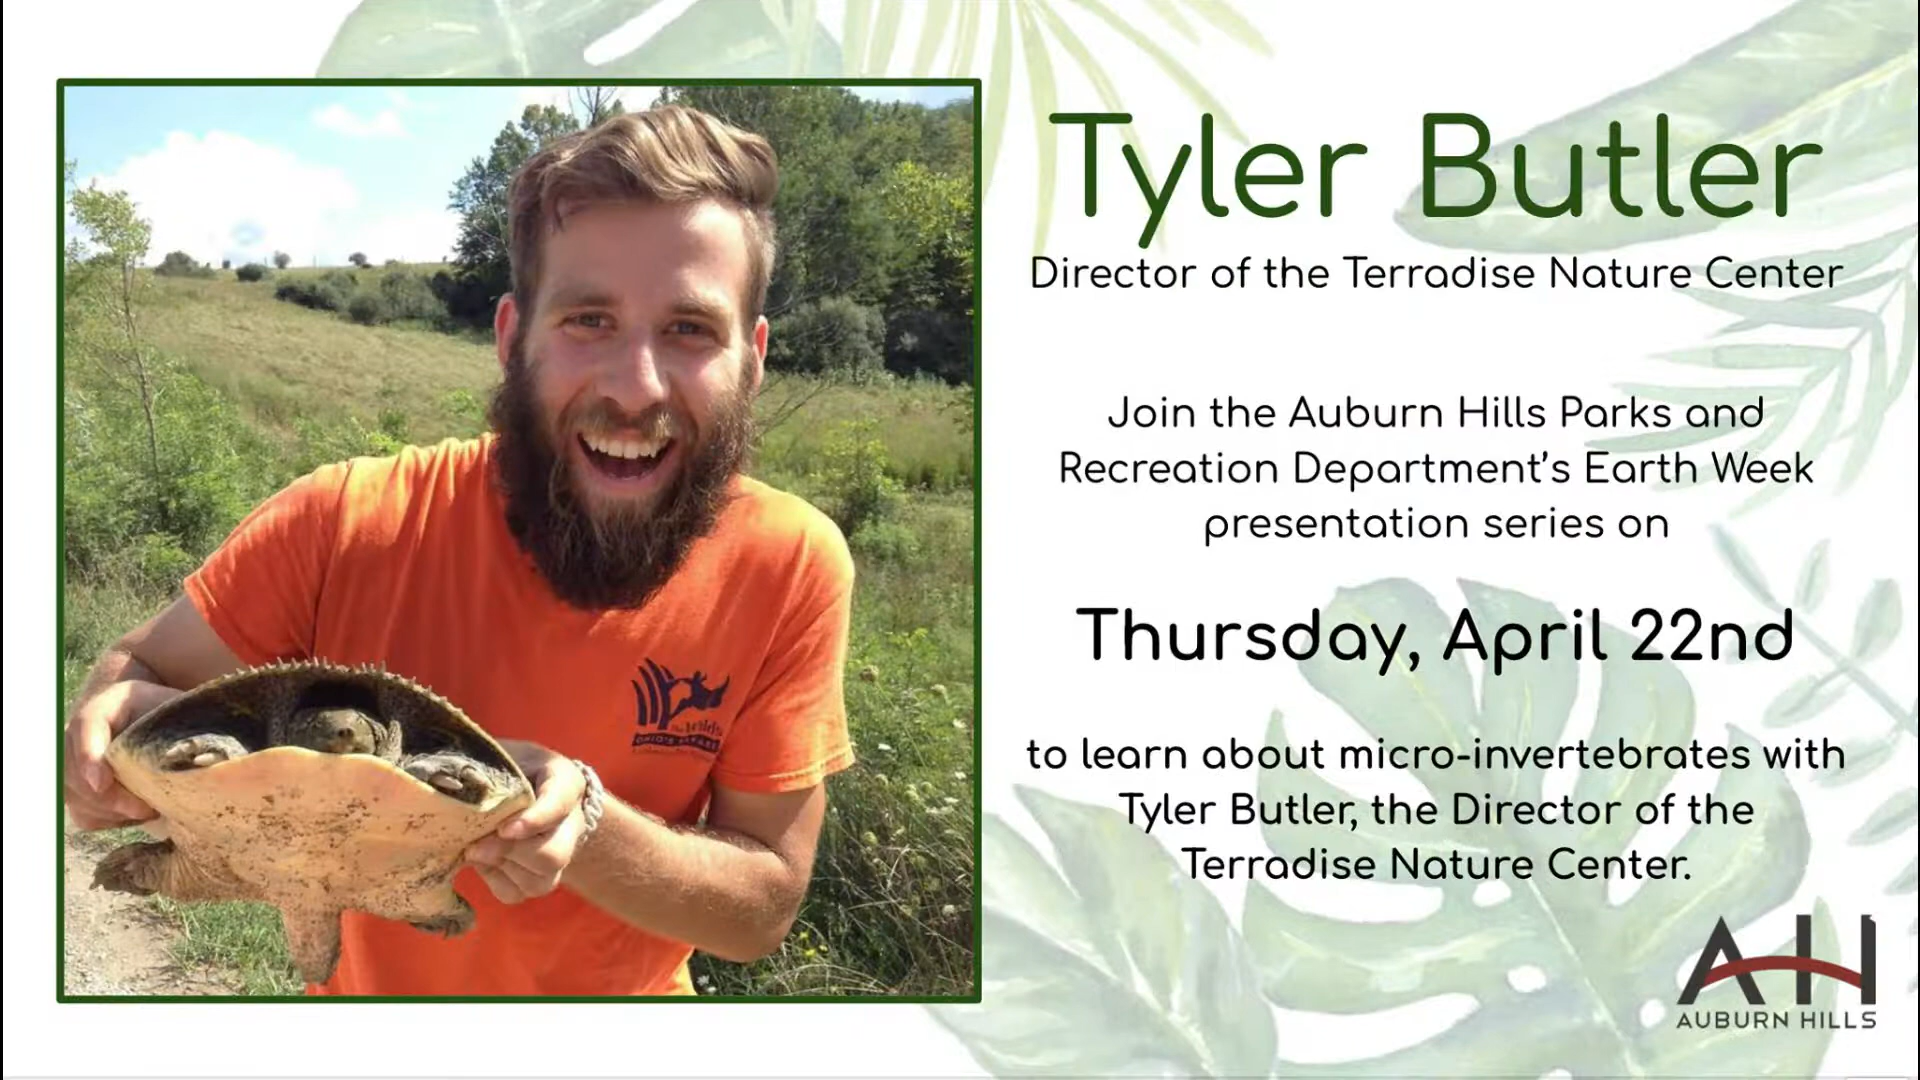 Tyler Butler
Director of the Terradise Nature Center
Join the Auburn Hills Parks and
Recreation Department's Earth Week
presentation series on
Thursday, April 22nd
to learn about micro-invertebrates with
Tyler Butler, the Director of the
Terradise Nature Center.
the Wilds
AH
AUBURN HILLS